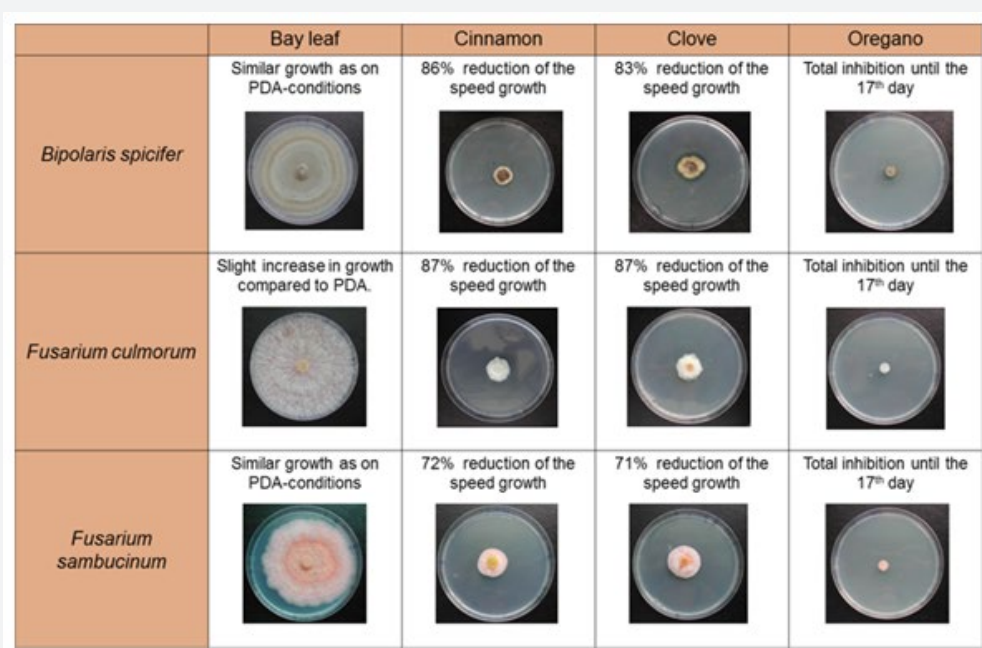 Bay leaf
Cinnamon
Clove
Oregano
Bipolaris spicifer
Similar growth as on
PDA-conditions
86% reduction of the
speed growth
83% reduction of the
speed growth
Total inhibition until the
17th day
Fusarium culmorum
Slight increase in growth
compared to PDA.
87% reduction of the
speed growth
87% reduction of the
speed growth
Total inhibition until the
17th day
Fusarium
sambucinum
Similar growth as on
PDA-conditions
72% reduction of the
speed growth
71% reduction of the
speed growth
Total inhibition until the
17th day